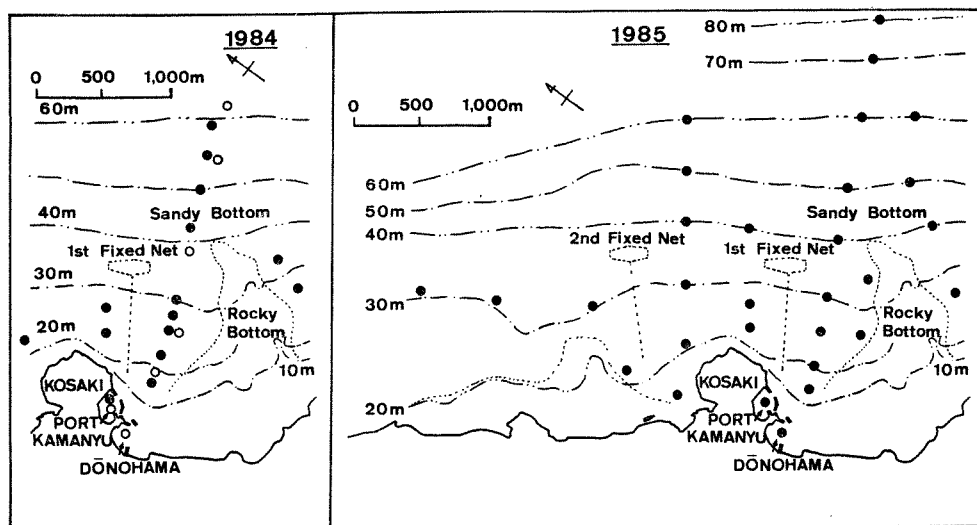 1984
0 500 1,000m
60m
40m
Sandy Bottom
1st Fixed Net
30m
Rocky
Bottom
20m
10m
KOSAKI
PORT
KAMANYU
DŌNOHAMA
1985
0 500 1,000m
80m
70m
60m
50m
40m
Sandy Bottom
2nd Fixed Net
1st Fixed Net
30m
Rocky
Bottom
10m
20m
KOSAKI
PORT
KAMANYU
DŌNOHAMA